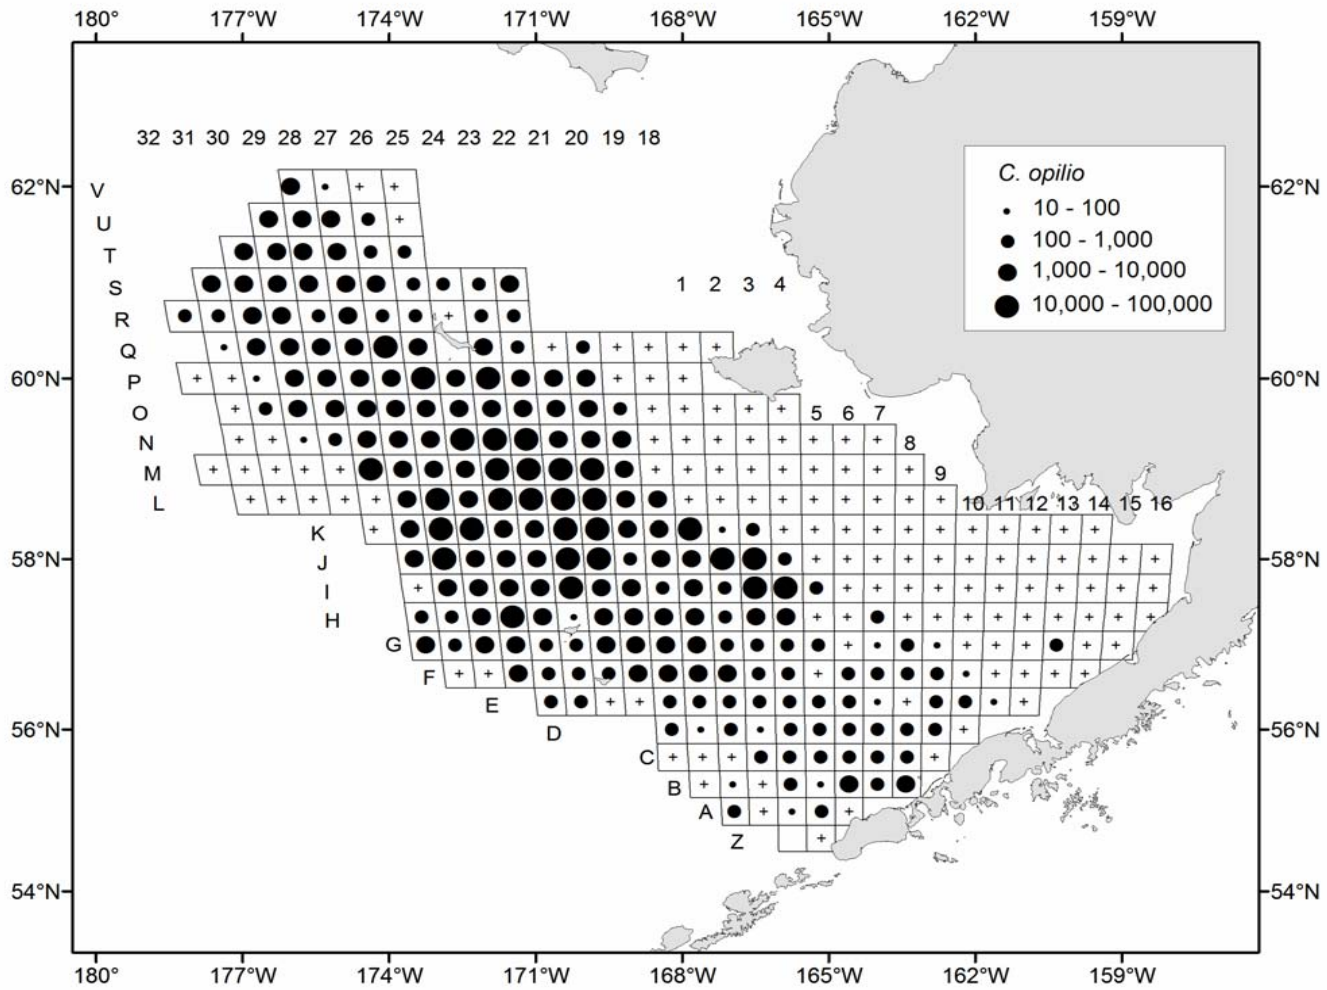 180° 177°W 174°W 171°W 168°W 165°W 162°W 159°W
32 31 30 29 28 27 26 25 24 23 22 21 20 19 18
C. opilio
10 - 100
100 - 1,000
1,000 - 10,000
10,000 - 100,000
62°N V 62°N
U
T
S 1 2 3 4
R
Q
60°N P 60°N
O 5 6 7
N 8
M 9
L 10 11 12 13 14 15 16
K
58°N J 58°N
I
H
G
F
E
56°N D 56°N
C
B
A
Z
54°N 54°N
180° 177°W 174°W 171°W 168°W 165°W 162°W 159°W